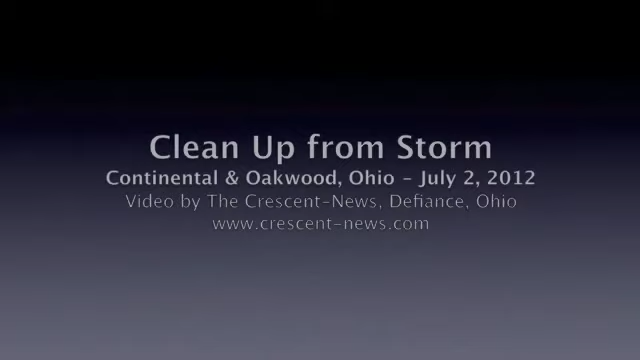 Clean Up from Storm
Continental & Oakwood, Ohio – July 2, 2012
Video by The Crescent-News, Defiance, Ohio
www.crescent-news.com